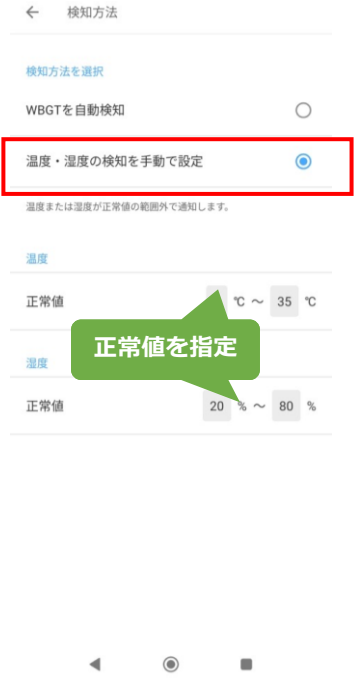 ← 検知方法
検知方法を選択
WBGTを自動検知
温度・湿度の検知を手動で設定
温度または湿度が正常値の範囲外で通知します。
温度
正常値 ℃ ～ 35 ℃
正常値を指定
湿度
正常値 20 % ～ 80 %